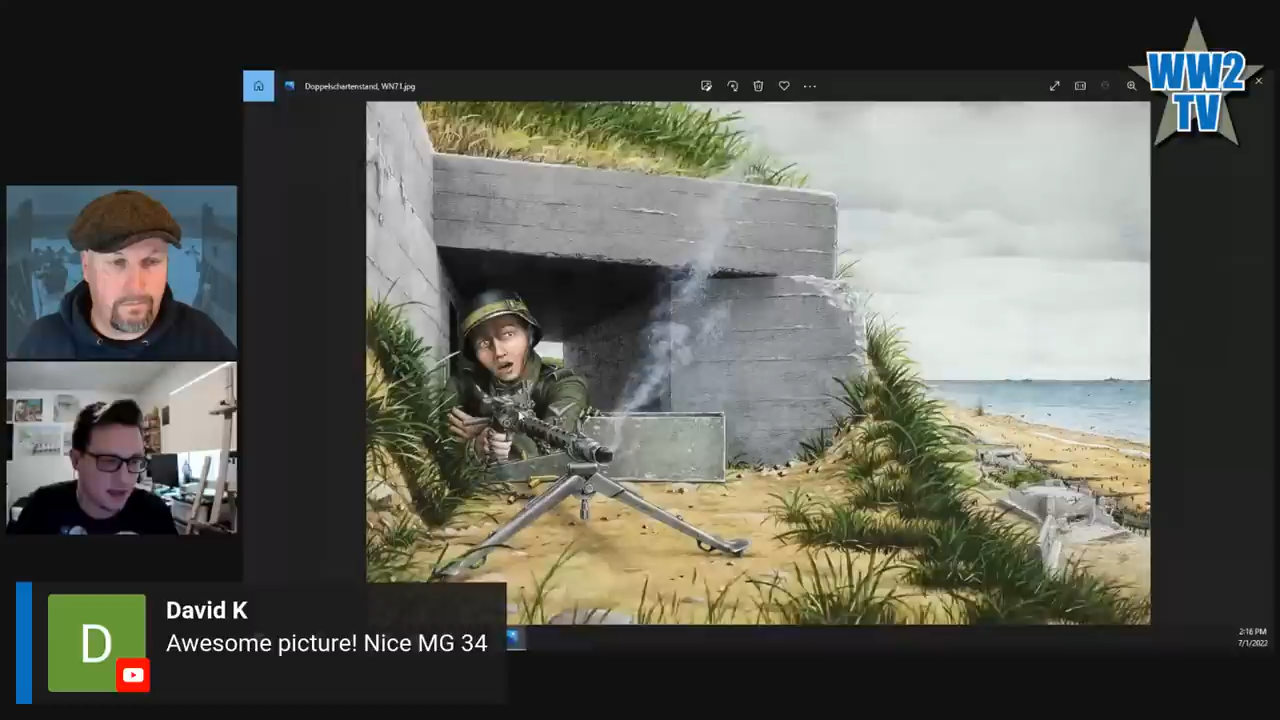 WW2
TV
Doppelschartenstand, WN71.jpg
D
David K
Awesome picture! Nice MG 34
2:16 PM
7/1/2022